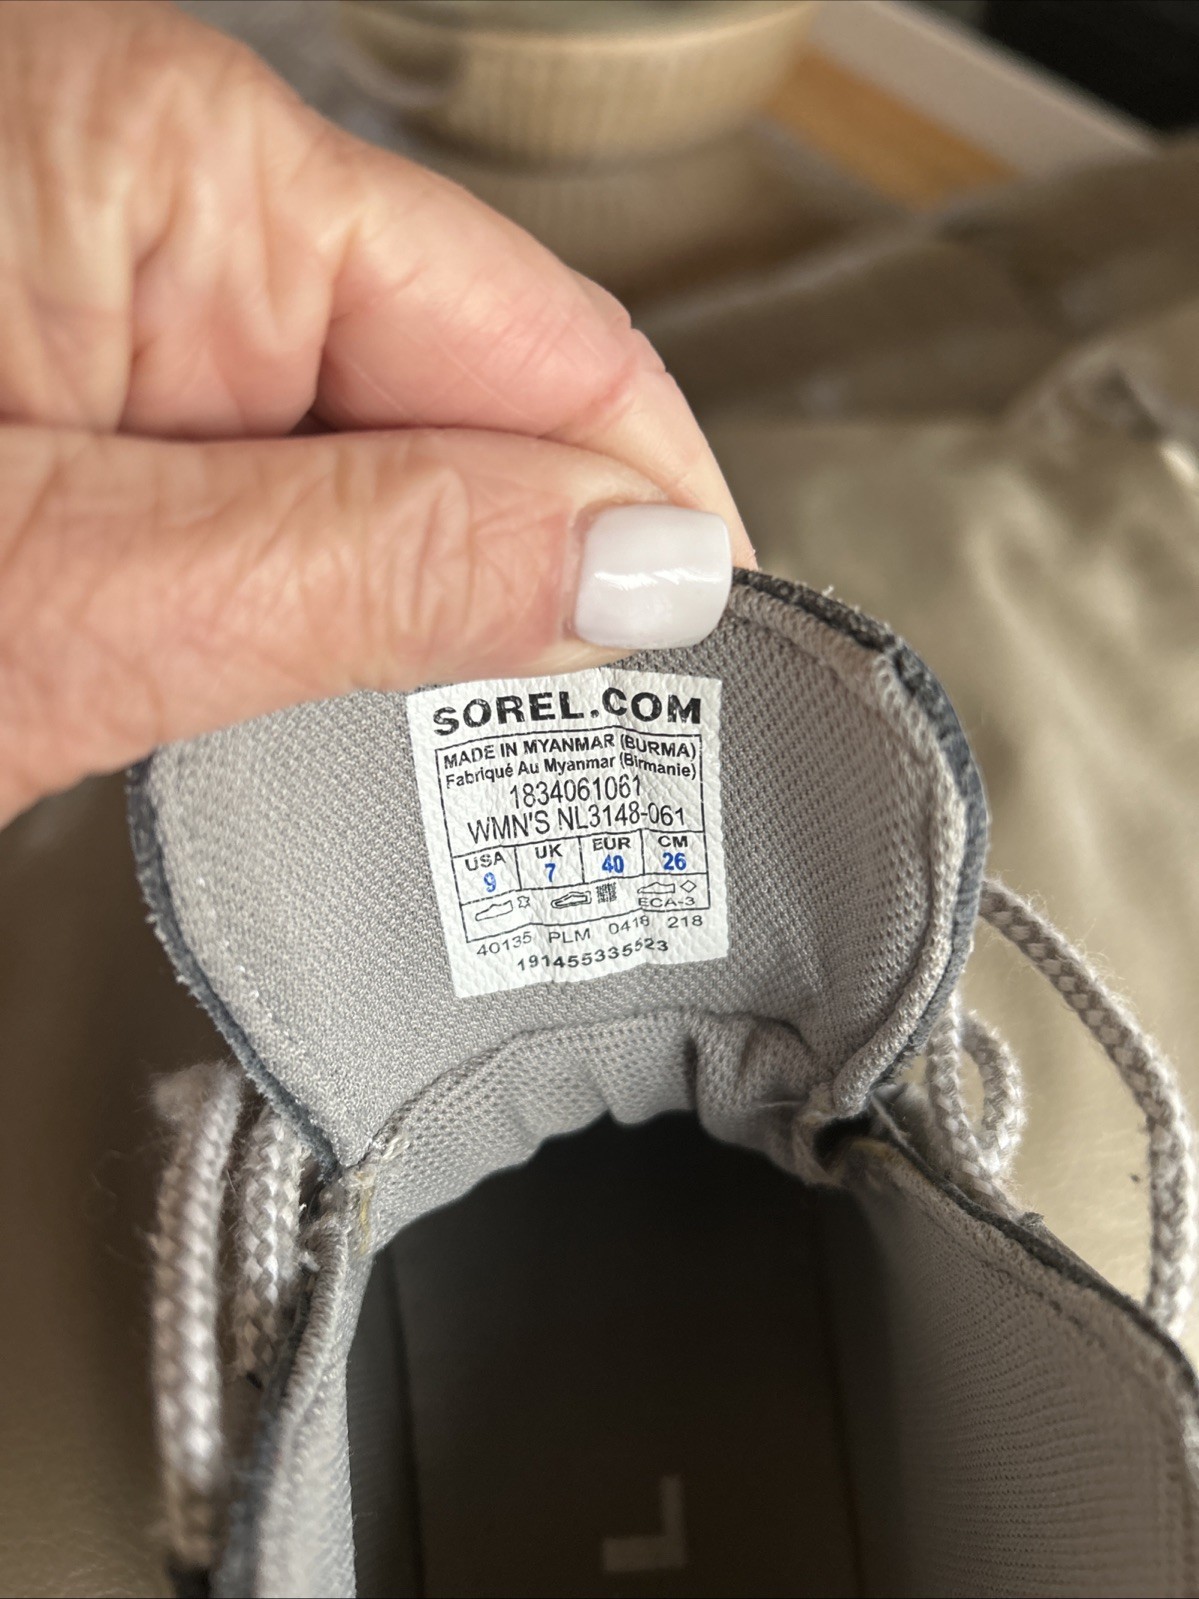 SOREL.COM
MADE IN MYANMAR (BURMA)
Fabriqué Au Myanmar (Birmanie)
1834061061
WMN'S NL3148-061
USA UK EUR CM
9 7 40 26
ECA-3
40135 PLM 0418 218
191455335523
L